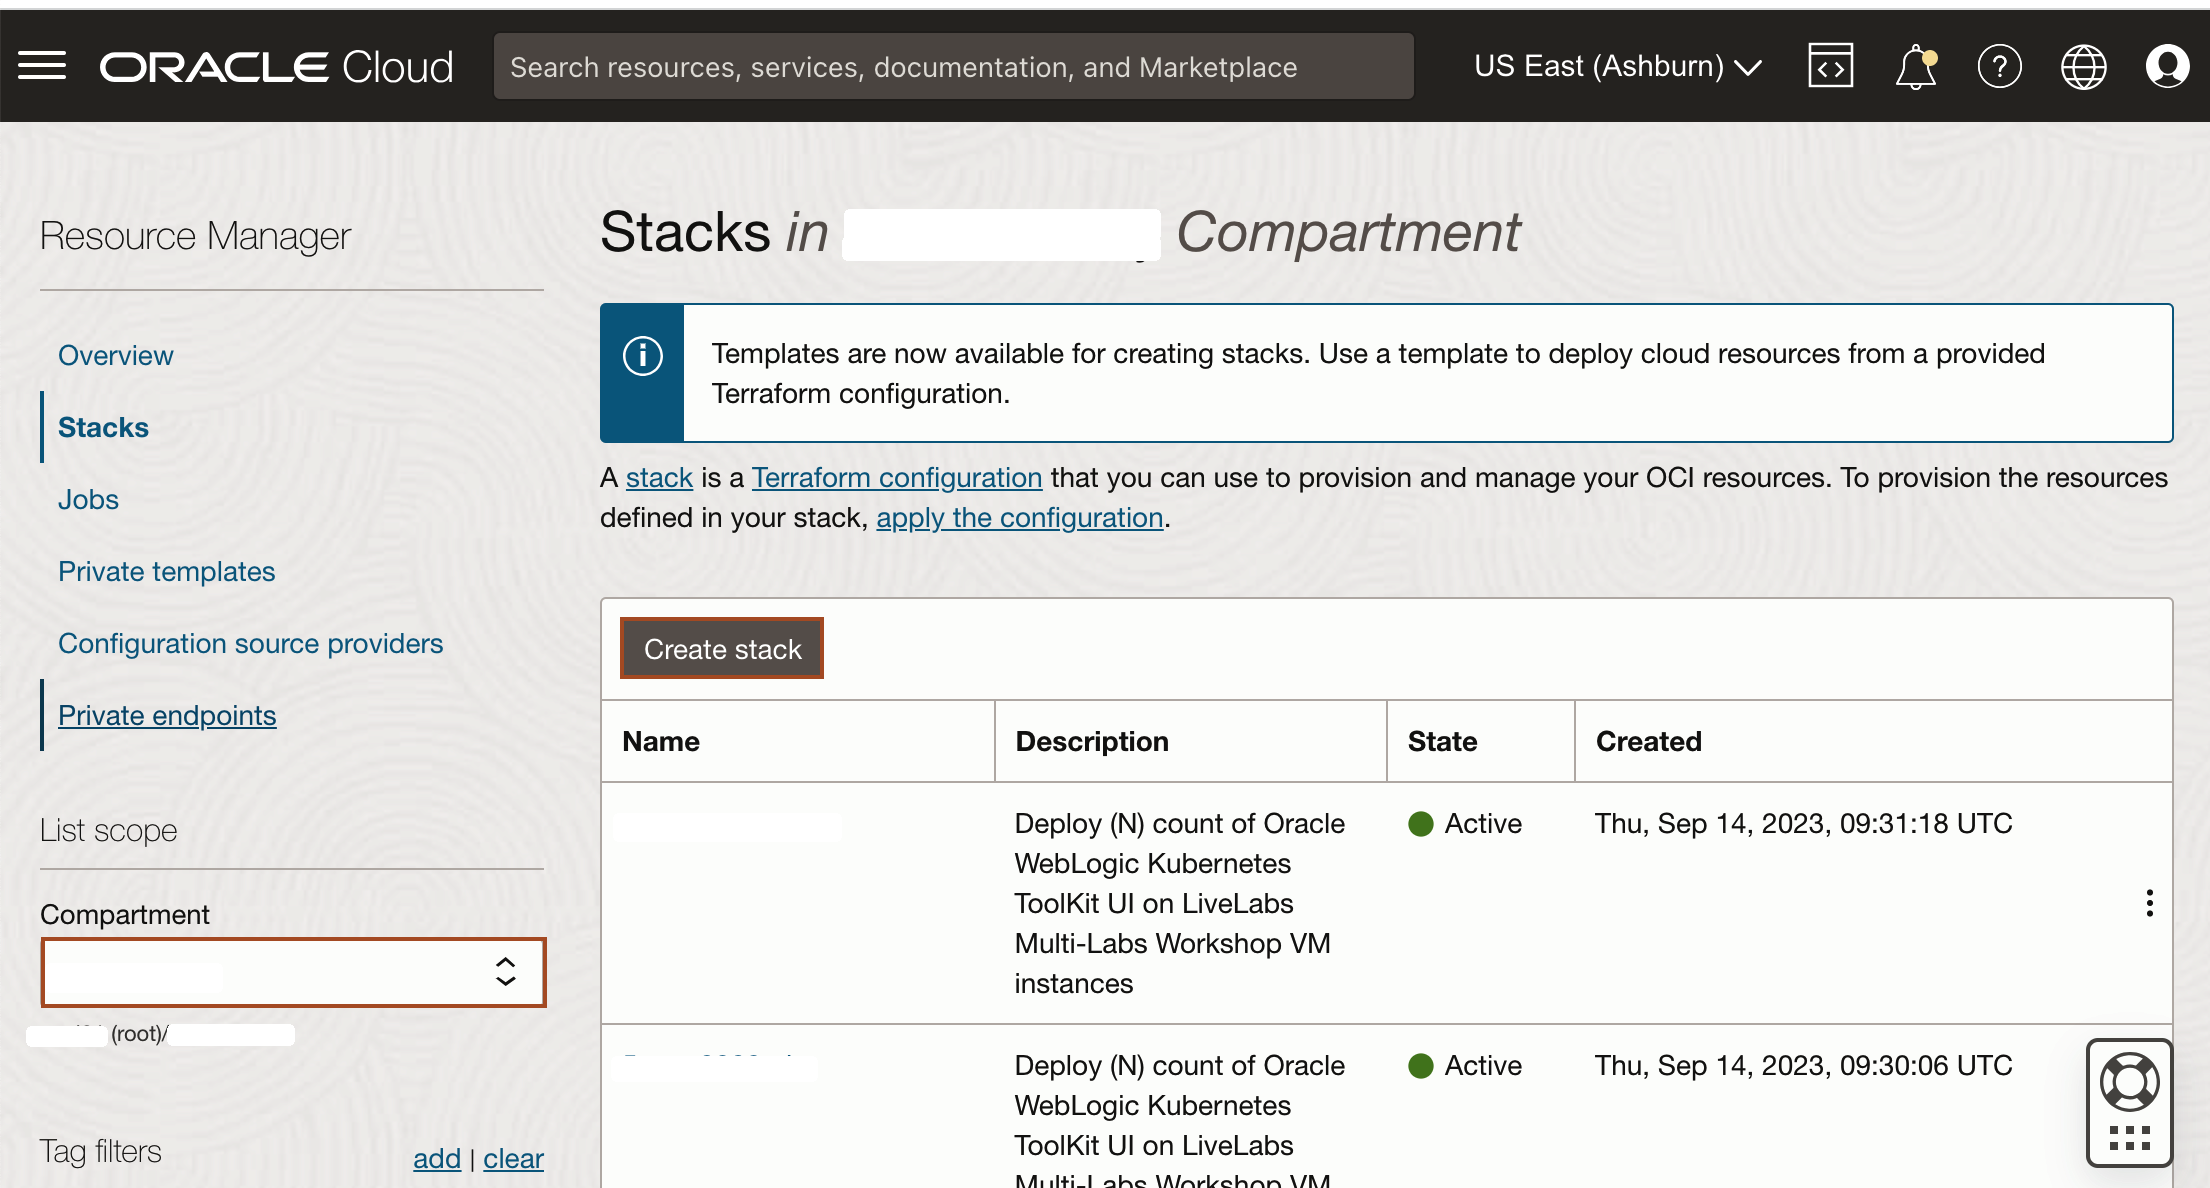 ORACLE Cloud
Search resources, services, documentation, and Marketplace
US East (Ashburn)
Resource Manager
Overview
Stacks
Jobs
Private templates
Configuration source providers
Private endpoints
List scope
Compartment
(root)/
Tag filters
add | clear
Stacks in Compartment
Templates are now available for creating stacks. Use a template to deploy cloud resources from a provided
Terraform configuration.
A stack is a Terraform configuration that you can use to provision and manage your OCI resources. To provision the resources
defined in your stack, apply the configuration.
Create stack
Name Description State Created
Deploy (N) count of Oracle Active Thu, Sep 14, 2023, 09:31:18 UTC
WebLogic Kubernetes
ToolKit UI on LiveLabs
Multi-Labs Workshop VM
instances
Deploy (N) count of Oracle Active Thu, Sep 14, 2023, 09:30:06 UTC
WebLogic Kubernetes
ToolKit UI on LiveLabs
Multi-Labs Workshop VM